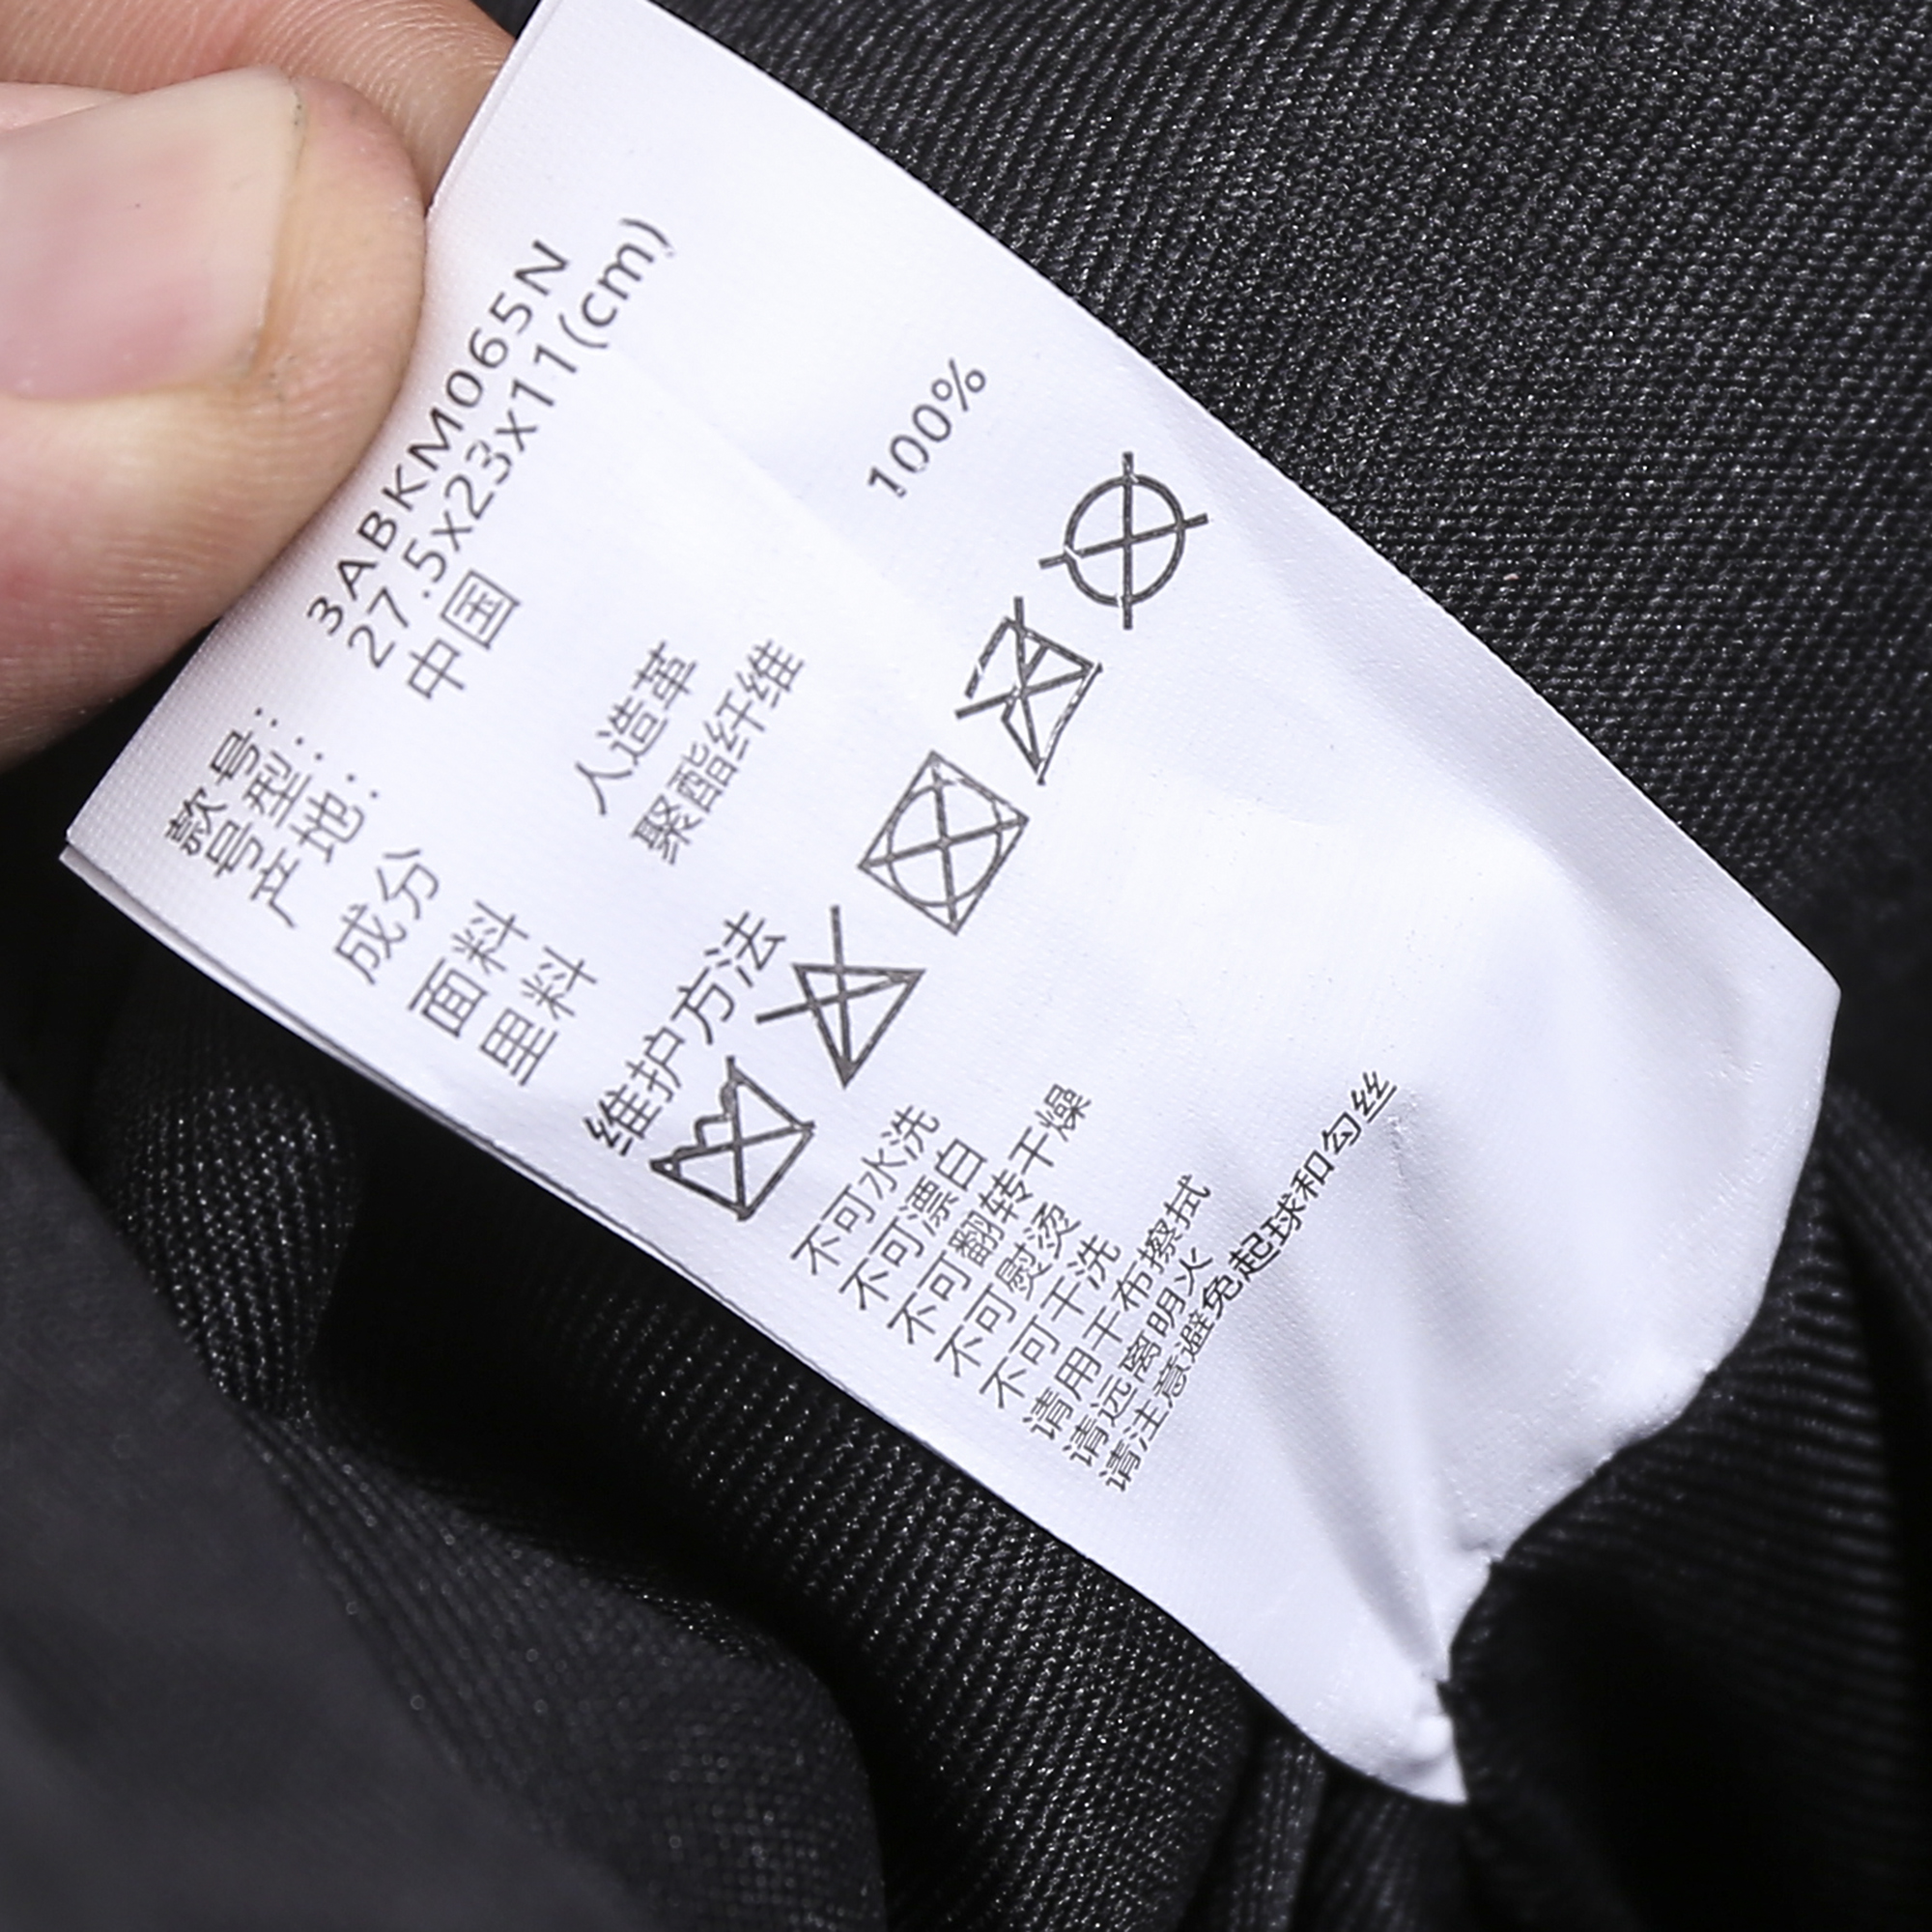 款号： 3ABKM065N
号型： 27.5x23x11(cm)
产 地： 中国
成分
面料 人造革
里料 聚酯纤维 100%
维护方法
不可水洗
不可漂白
不可翻转干燥
不可熨烫
不可干洗
请用干布擦拭
请远离明火
请注意避免起球和勾丝